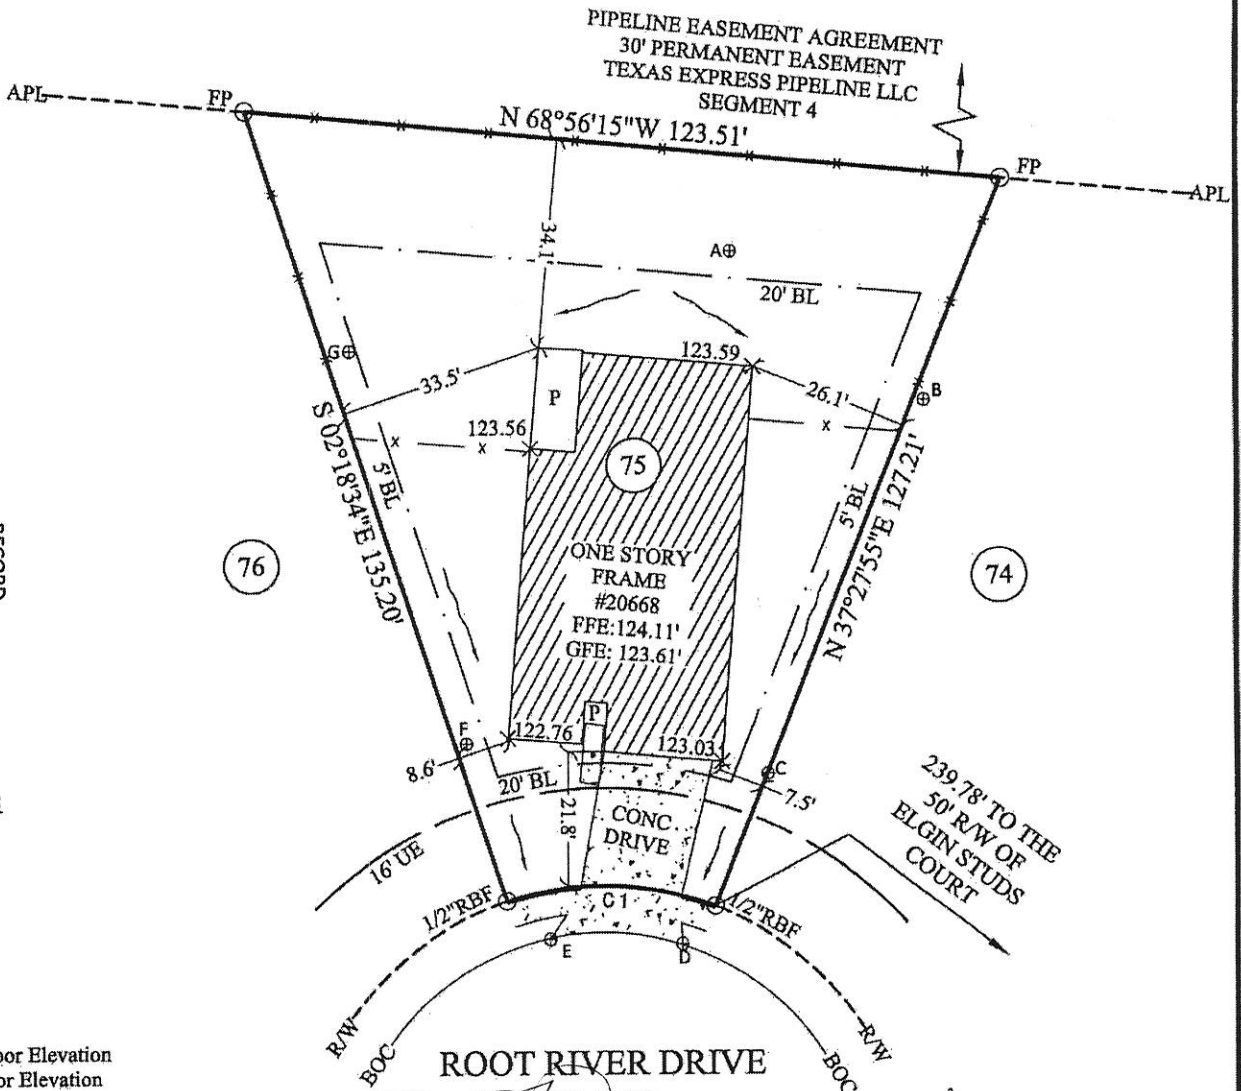 PIPELINE EASEMENT AGREEMENT
30' PERMANENT EASEMENT
TEXAS EXPRESS PIPELINE LLC
SEGMENT 4
APL
FP
N 68°56'15"W 123.51'
FP
APL
34.1'
A
20' BL
G
33.5'
123.59
P
26.1'
B
123.56
75
S 02°18'34"E 135.20'
5' BL
5' BL
N 37°27'55"E 127.21'
76
74
ONE STORY
FRAME
#20668
FFE:124.11'
GFE: 123.61'
RECORD
P
F
122.76
123.03
8.6'
C
7.5'
20' BL
21.8'
CONC
DRIVE
239.78' TO THE
50' R/W OF
ELGIN STUDS
COURT
16' UE
1/2"RBF
C1
1/2"RBF
E
D
R/W
BOC
ROOT RIVER DRIVE
BOC
R/W
oor Elevation
or Elevation